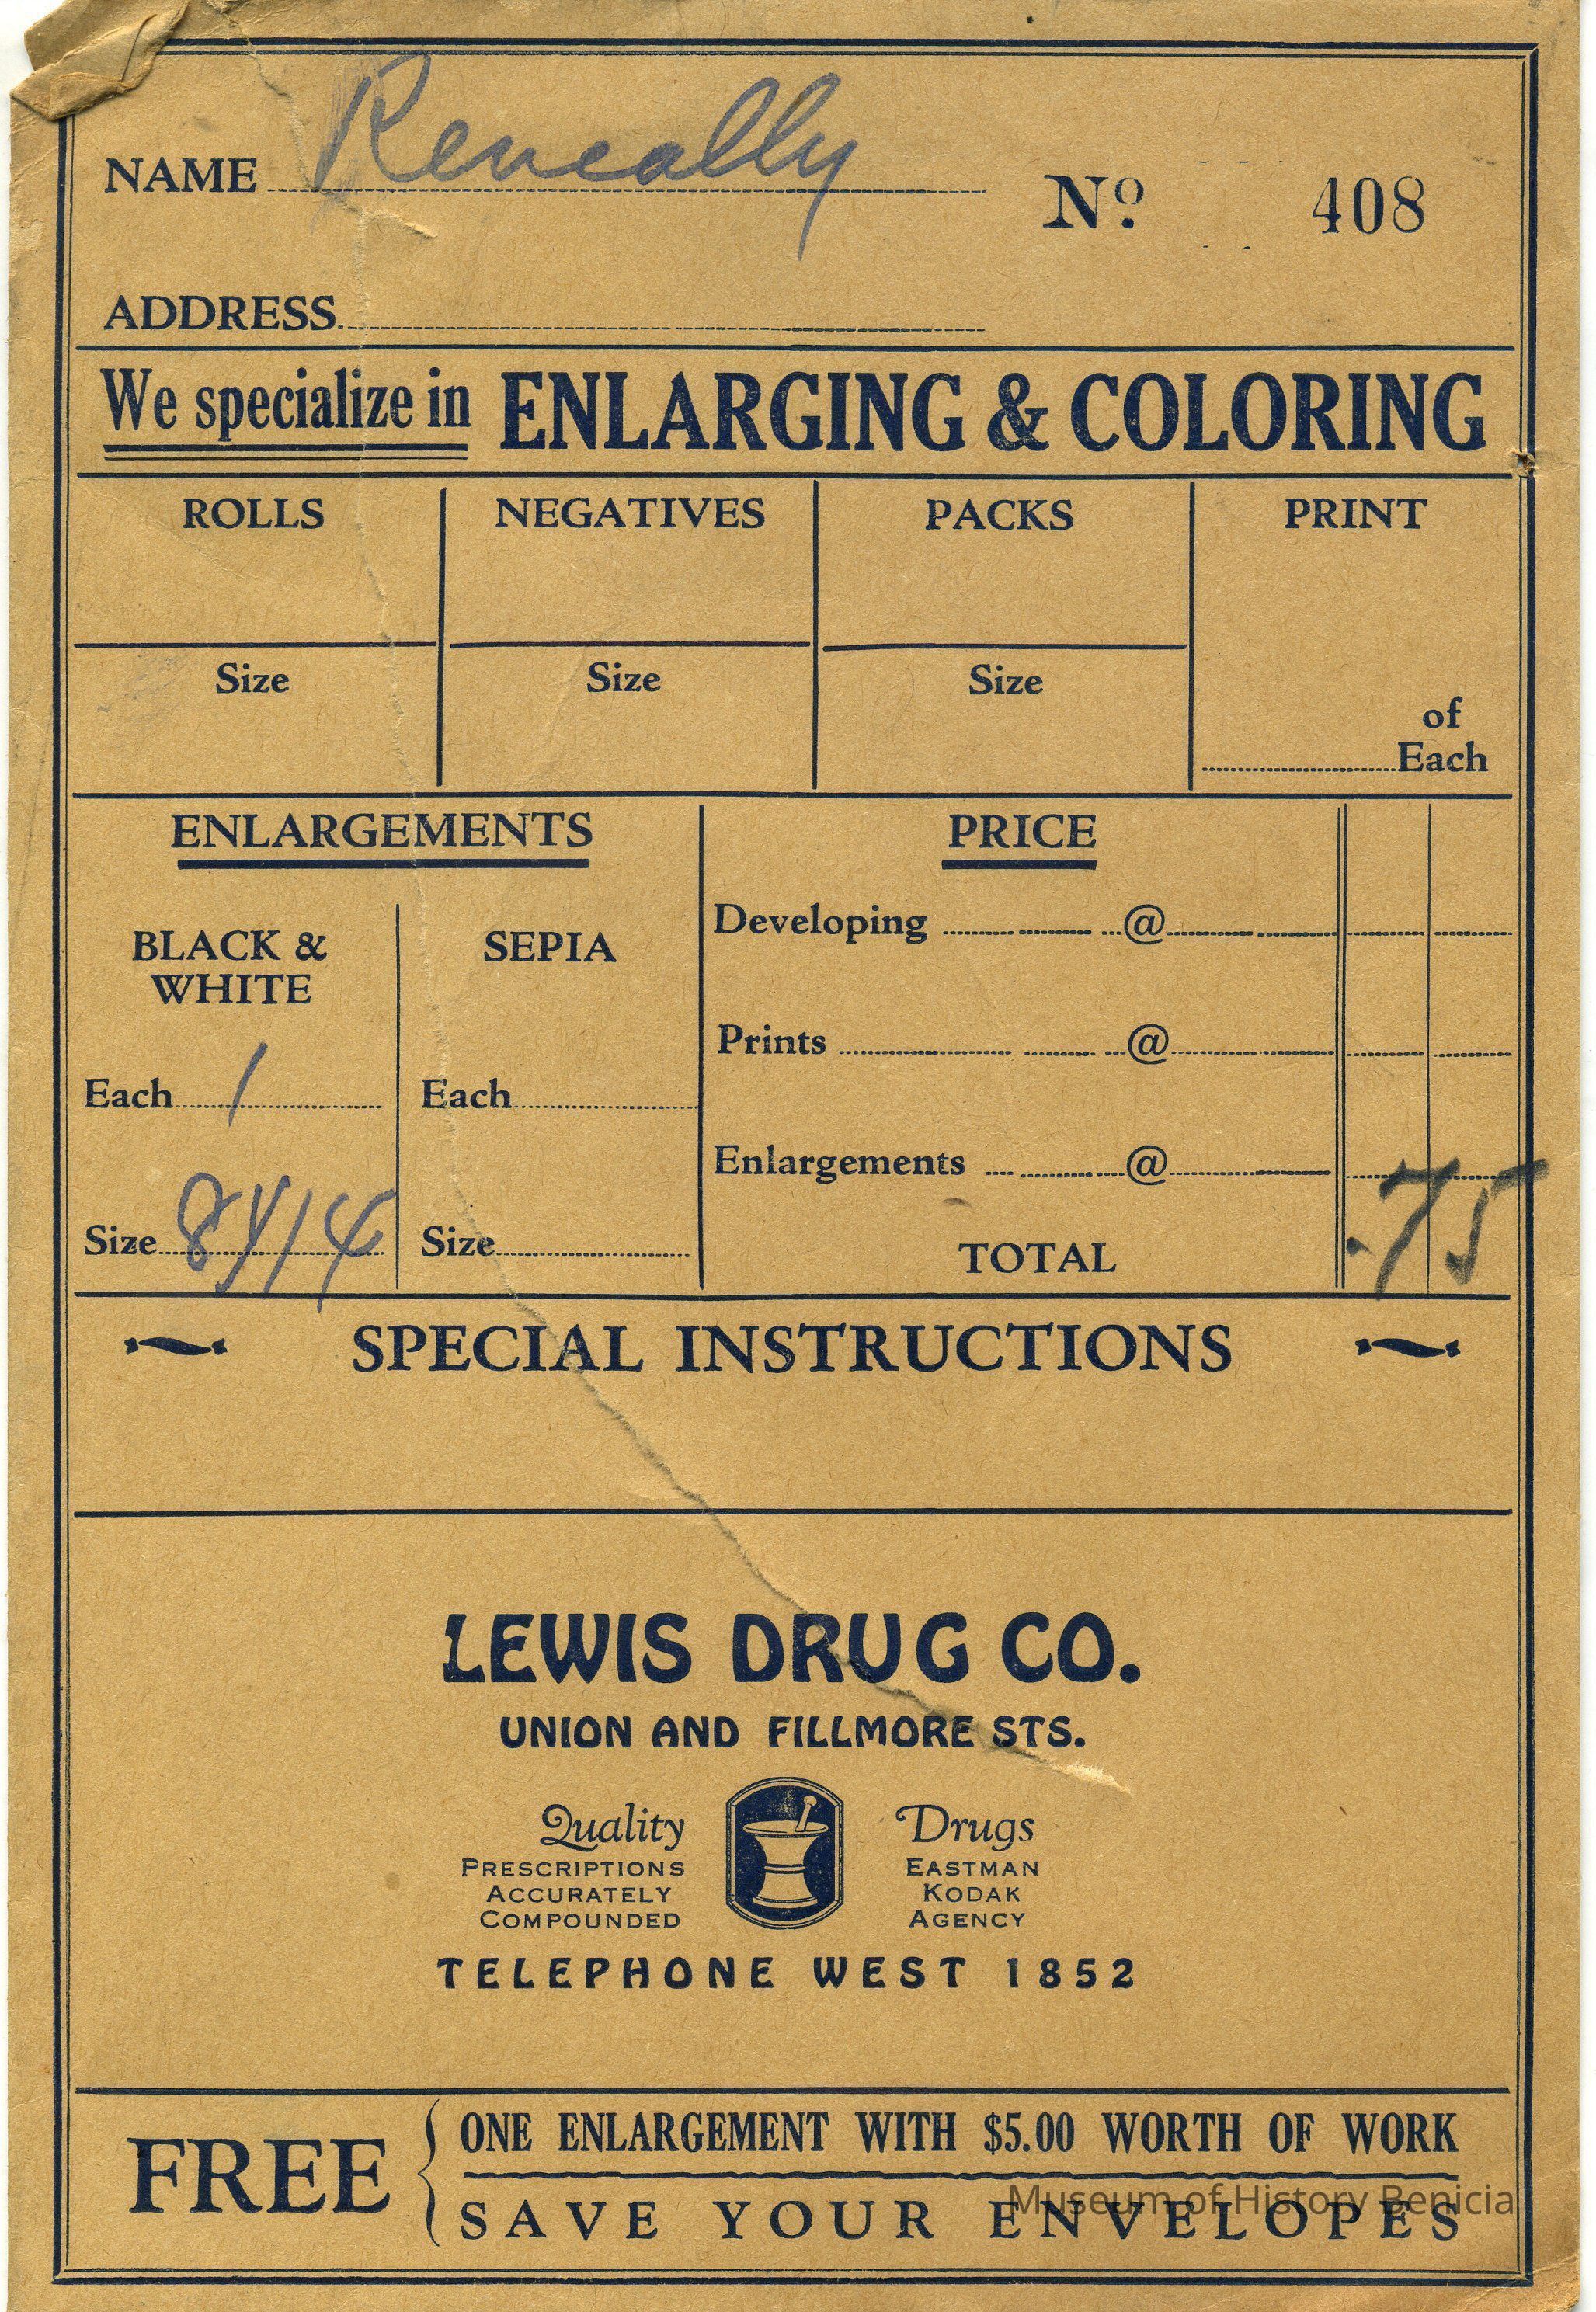 NAME Reneally
Nº 408
ADDRESS
We specialize in ENLARGING & COLORING
ROLLS NEGATIVES PACKS PRINT
Size Size Size
of
Each
ENLARGEMENTS PRICE
BLACK & WHITE SEPIA
Developing @
Prints @
Each 1 Each
Enlargements @
Size 8x14 Size
TOTAL .75
SPECIAL INSTRUCTIONS
LEWIS DRUG CO.
UNION AND FILLMORE STS.
Quality Drugs
PRESCRIPTIONS ACCURATELY COMPOUNDED
EASTMAN KODAK AGENCY
TELEPHONE WEST 1852
FREE
ONE ENLARGEMENT WITH $5.00 WORTH OF WORK
SAVE YOUR ENVELOPES
Museum of History Benicia